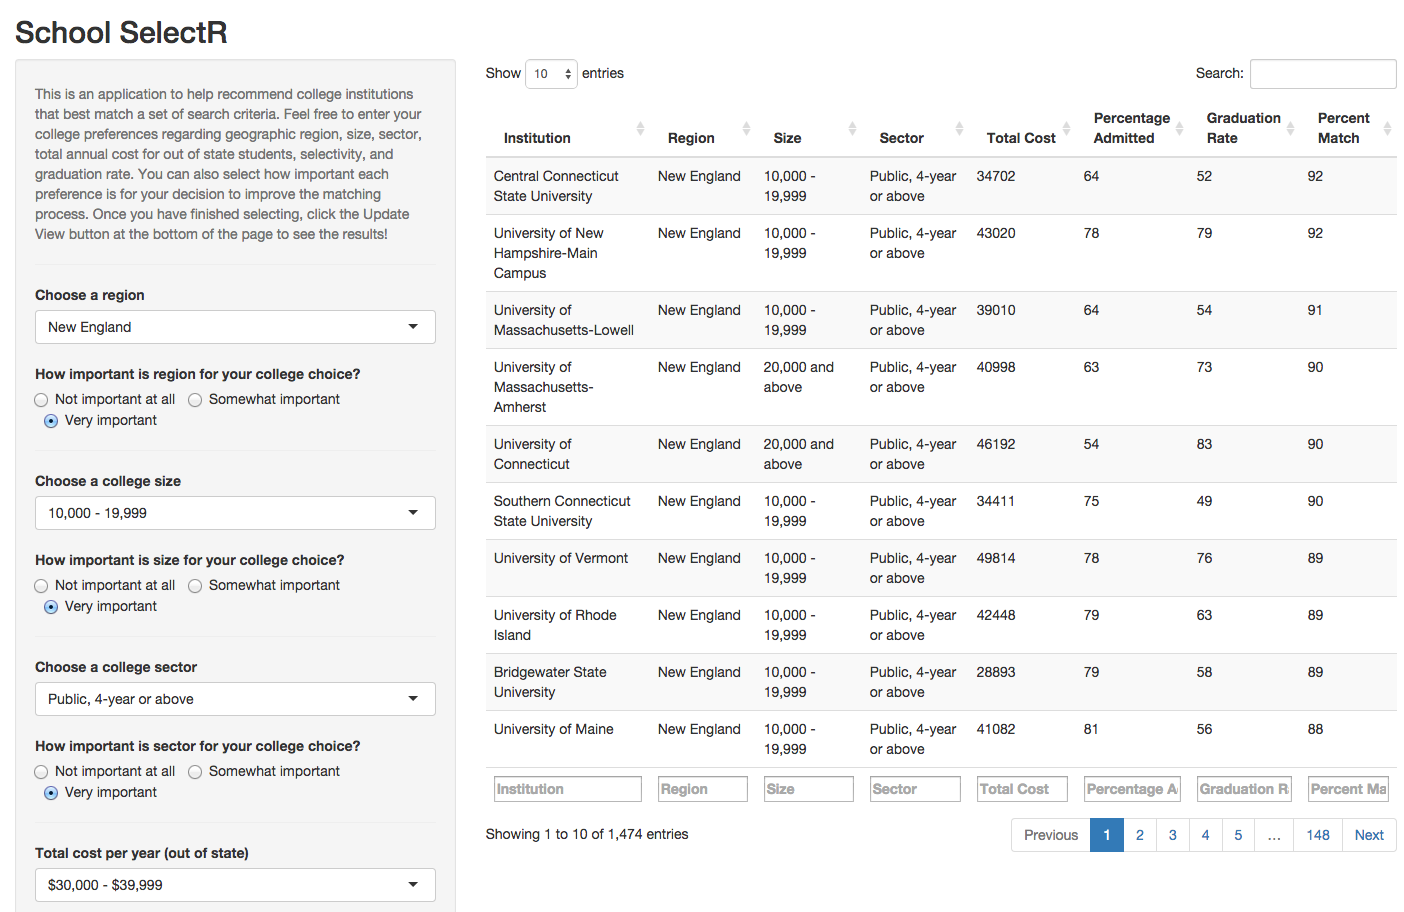 School SelectR
This is an application to help recommend college institutions
that best match a set of search criteria. Feel free to enter your
college preferences regarding geographic region, size, sector,
total annual cost for out of state students, selectivity, and
graduation rate. You can also select how important each
preference is for your decision to improve the matching
process. Once you have finished selecting, click the Update
View button at the bottom of the page to see the results!
Choose a region
New England
How important is region for your college choice?
Not important at all Somewhat important
Very important
Choose a college size
10,000 - 19,999
How important is size for your college choice?
Not important at all Somewhat important
Very important
Choose a college sector
Public, 4-year or above
How important is sector for your college choice?
Not important at all Somewhat important
Very important
Total cost per year (out of state)
$30,000 - $39,999
Show 10 entries
Search:
Institution Region Size Sector Total Cost Percentage Admitted Graduation Rate Percent Match
Central Connecticut State University New England 10,000 - 19,999 Public, 4-year or above 34702 64 52 92
University of New Hampshire-Main Campus New England 10,000 - 19,999 Public, 4-year or above 43020 78 79 92
University of Massachusetts-Lowell New England 10,000 - 19,999 Public, 4-year or above 39010 64 54 91
University of Massachusetts-Amherst New England 20,000 and above Public, 4-year or above 40998 63 73 90
University of Connecticut New England 20,000 and above Public, 4-year or above 46192 54 83 90
Southern Connecticut State University New England 10,000 - 19,999 Public, 4-year or above 34411 75 49 90
University of Vermont New England 10,000 - 19,999 Public, 4-year or above 49814 78 76 89
University of Rhode Island New England 10,000 - 19,999 Public, 4-year or above 42448 79 63 89
Bridgewater State University New England 10,000 - 19,999 Public, 4-year or above 28893 79 58 89
University of Maine New England 10,000 - 19,999 Public, 4-year or above 41082 81 56 88
Institution Region Size Sector Total Cost Percentage A Graduation R Percent Ma
Showing 1 to 10 of 1,474 entries
Previous 1 2 3 4 5 ... 148 Next